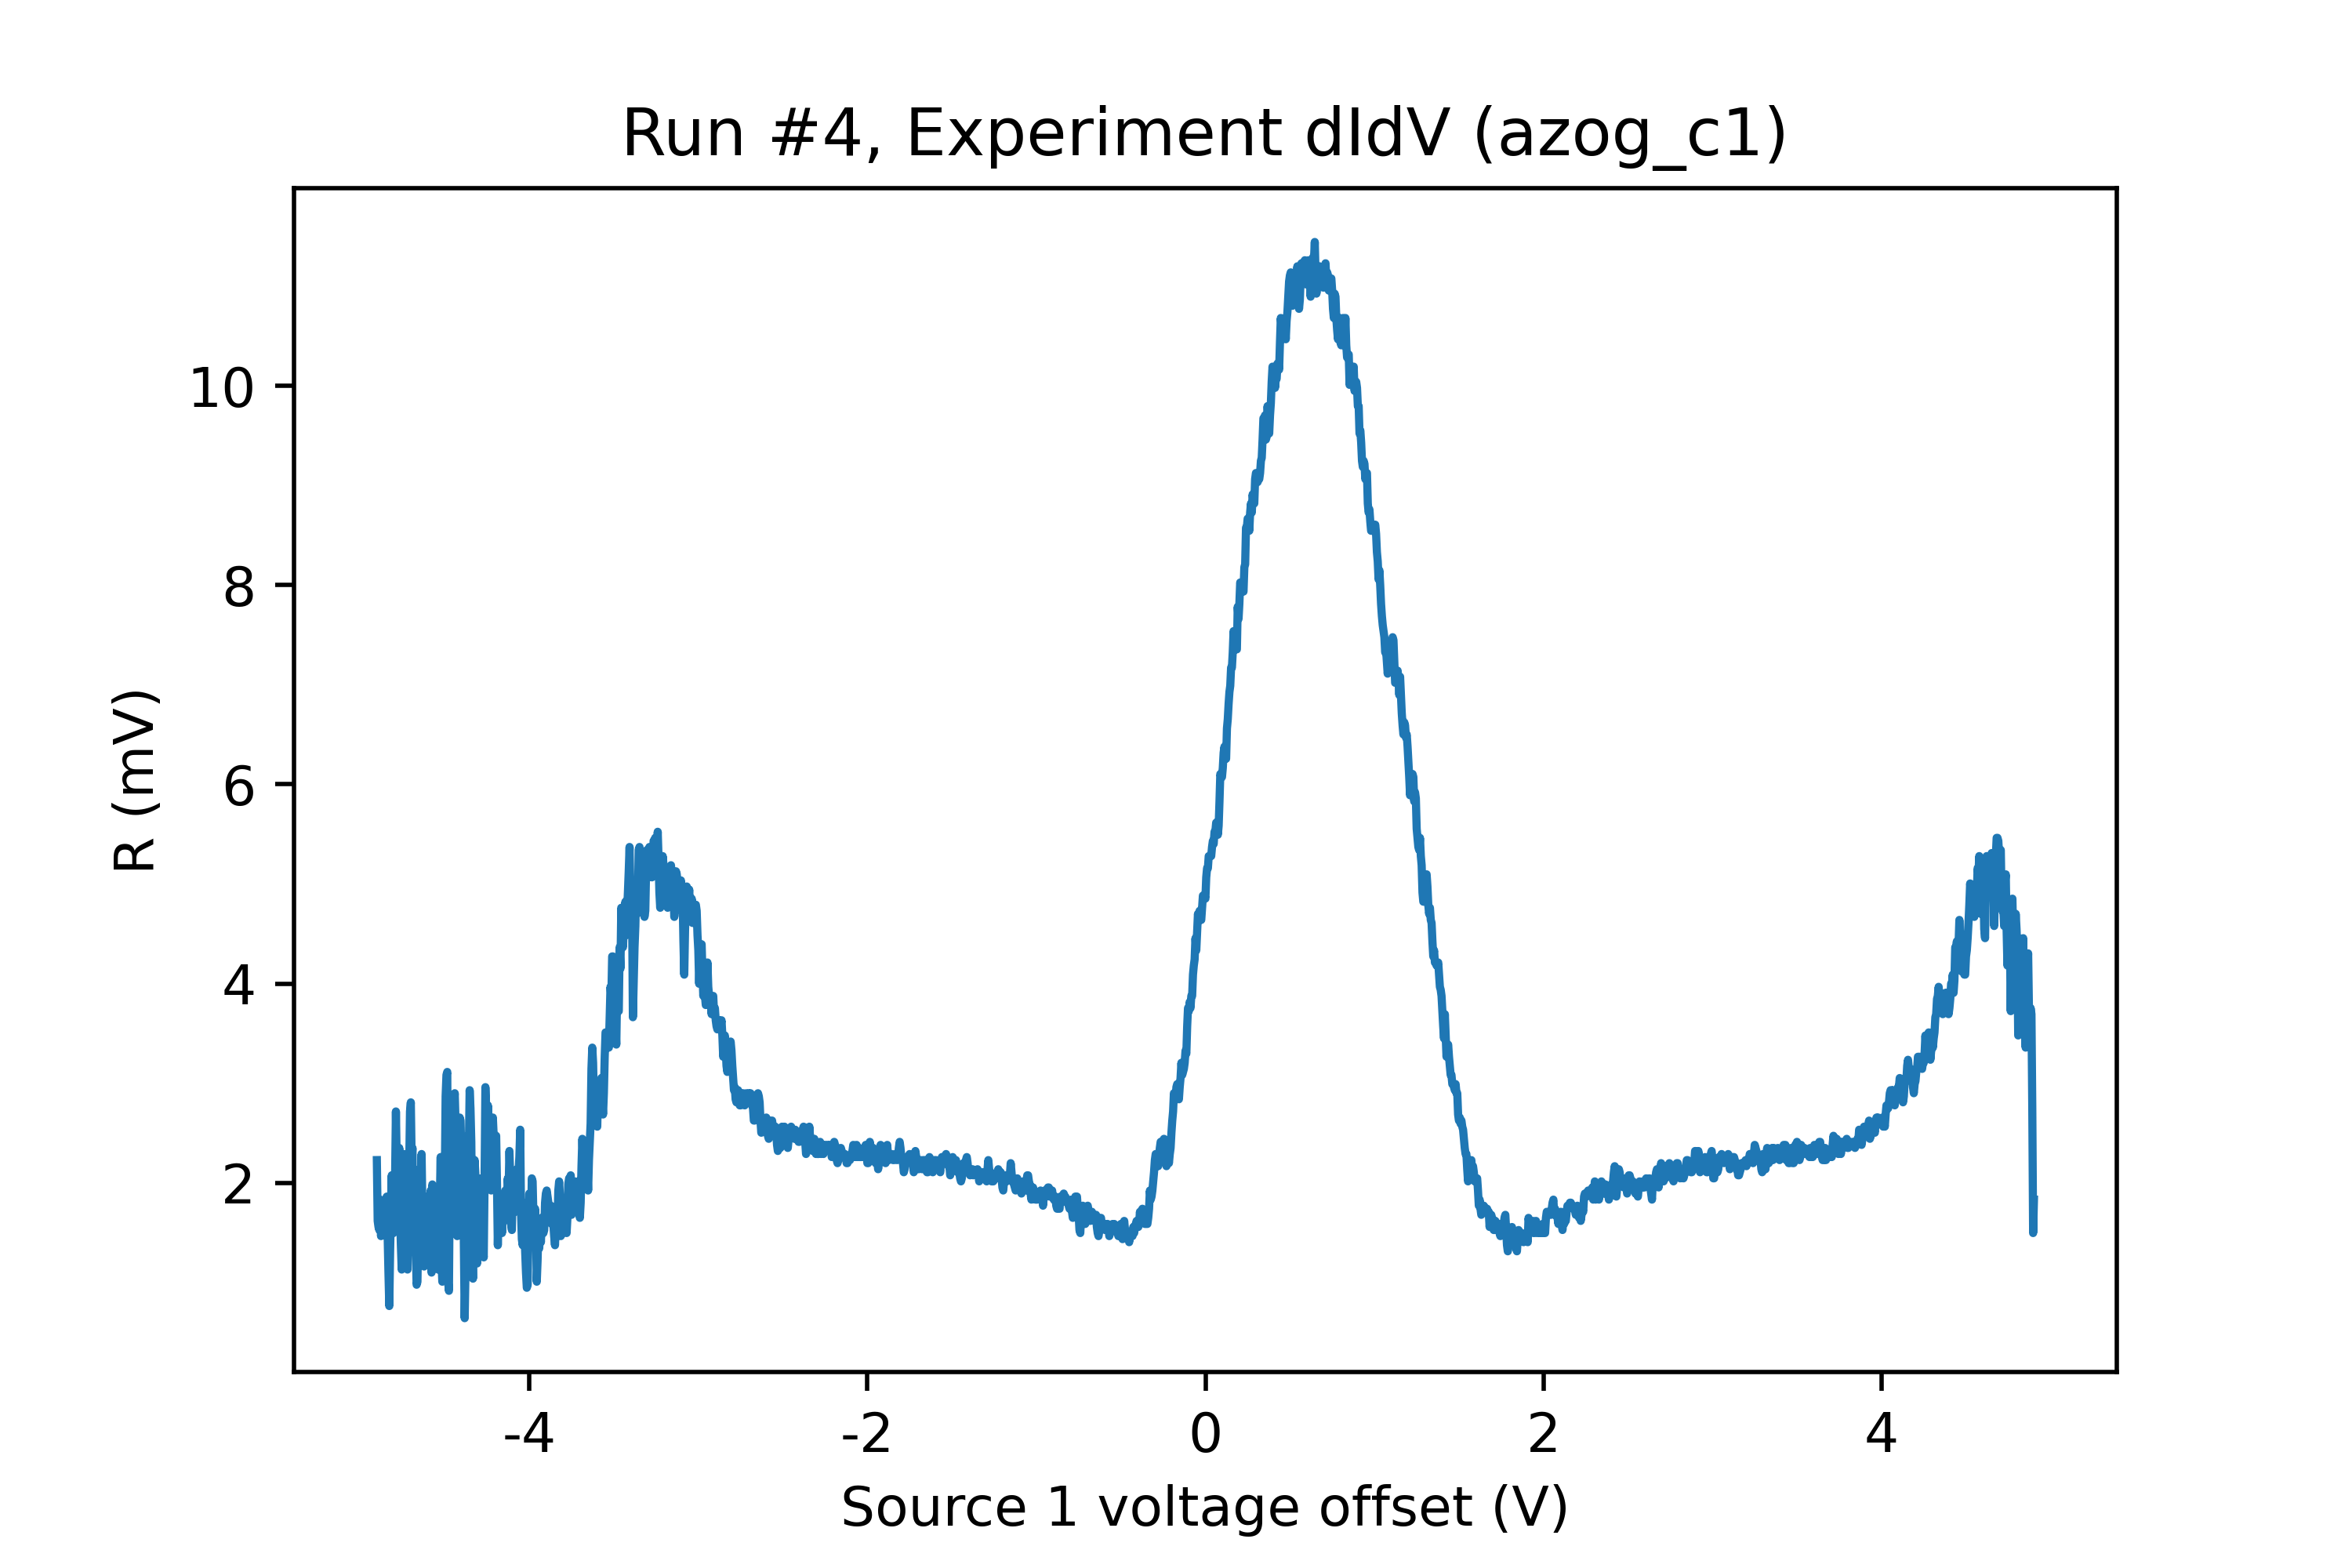 Run #4, Experiment dIdV (azog_c1)
R (mV)
10
8
6
4
2
-4 -2 0 2 4
Source 1 voltage offset (V)